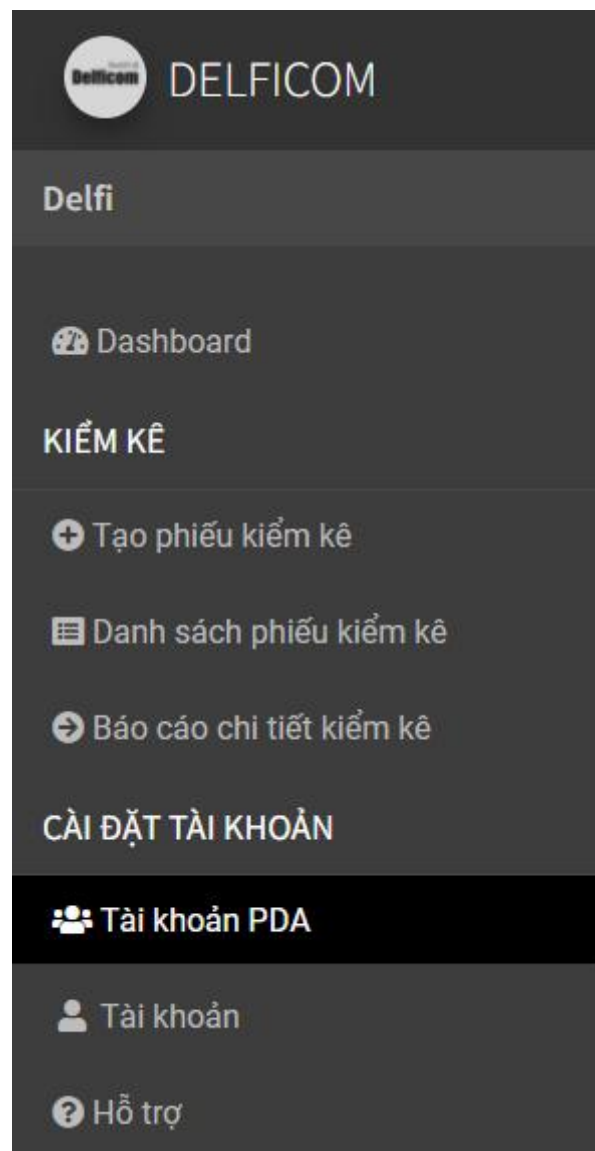 Delficom
DELFICOM
Delfi
Dashboard
KIỂM KÊ
Tạo phiếu kiểm kê
Danh sách phiếu kiểm kê
Báo cáo chi tiết kiểm kê
CÀI ĐẶT TÀI KHOẢN
Tài khoản PDA
Tài khoản
Hỗ trợ